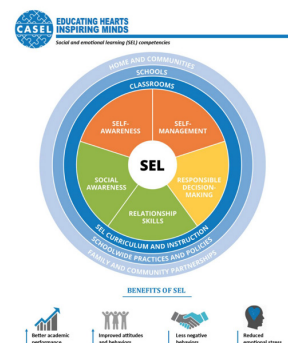 CASEL
EDUCATING HEARTS
INSPIRING MINDS
Social and emotional learning (SEL) competencies
HOME AND COMMUNITIES
SCHOOLS
CLASSROOMS
SELF-
AWARENESS
SELF-
MANAGEMENT
SEL
SOCIAL
AWARENESS
RESPONSIBLE
DECISION-
MAKING
RELATIONSHIP
SKILLS
SEL CURRICULUM AND INSTRUCTION
SCHOOLWIDE PRACTICES AND POLICIES
FAMILY AND COMMUNITY PARTNERSHIPS
BENEFITS OF SEL
Better academic
performance
Improved attitudes
and behaviors
Less negative
behaviors
Reduced
emotional stress